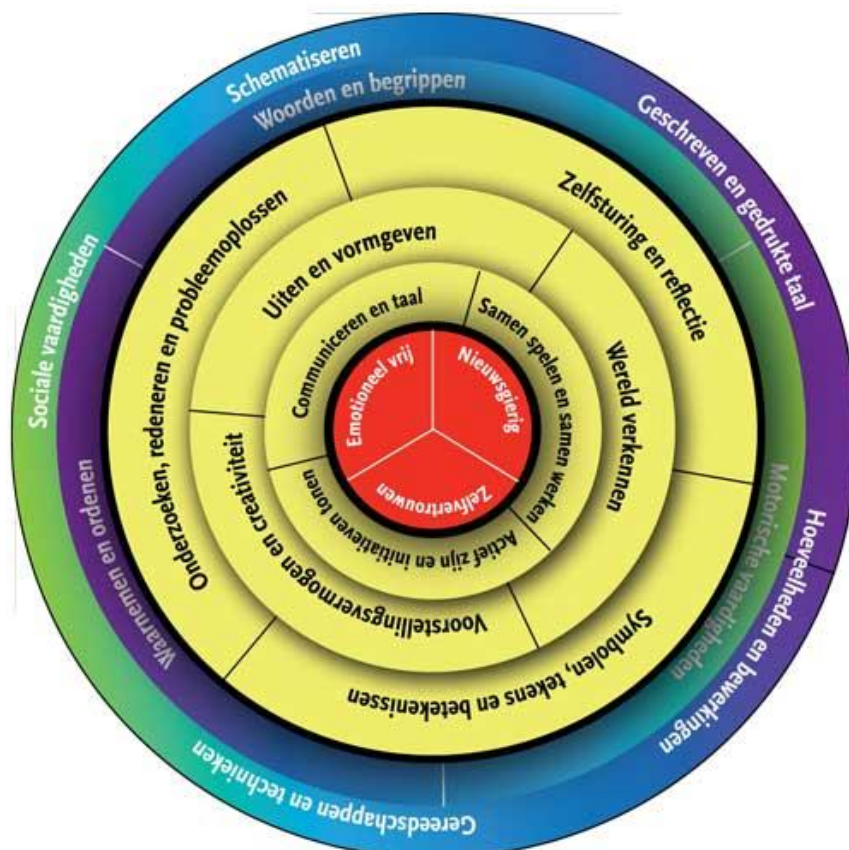 Schematiseren
Woorden en begrippen
Geschreven en gedrukte taal
Zelfsturing en reflectie
Onderzoeken, redeneren en probleemoplossen
Uiten en vormgeven
Communiceren en taal
Samen spelen en samen werken
Wereld verkennen
Sociale vaardigheden
Emotioneel vrij
Nieuwsgierig
Zelfvertrouwen
Actief zijn en initiatieven tonen
Voorstellingsvermogen en creativiteit
Symbolen, tekens en betekenissen
Waarnemen en ordenen
Motorische vaardigheden
Hoeveelheden en bewerkingen
Gereedschappen en technieken